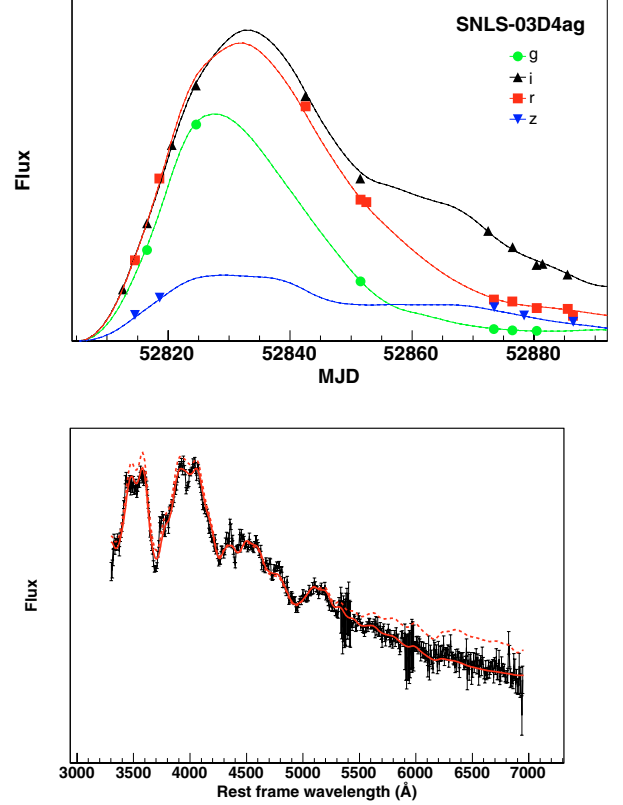 SNLS-03D4ag
g
i
r
z
Flux
52820 52840 52860 52880
MJD
Flux
3000 3500 4000 4500 5000 5500 6000 6500 7000
Rest frame wavelength (Å)